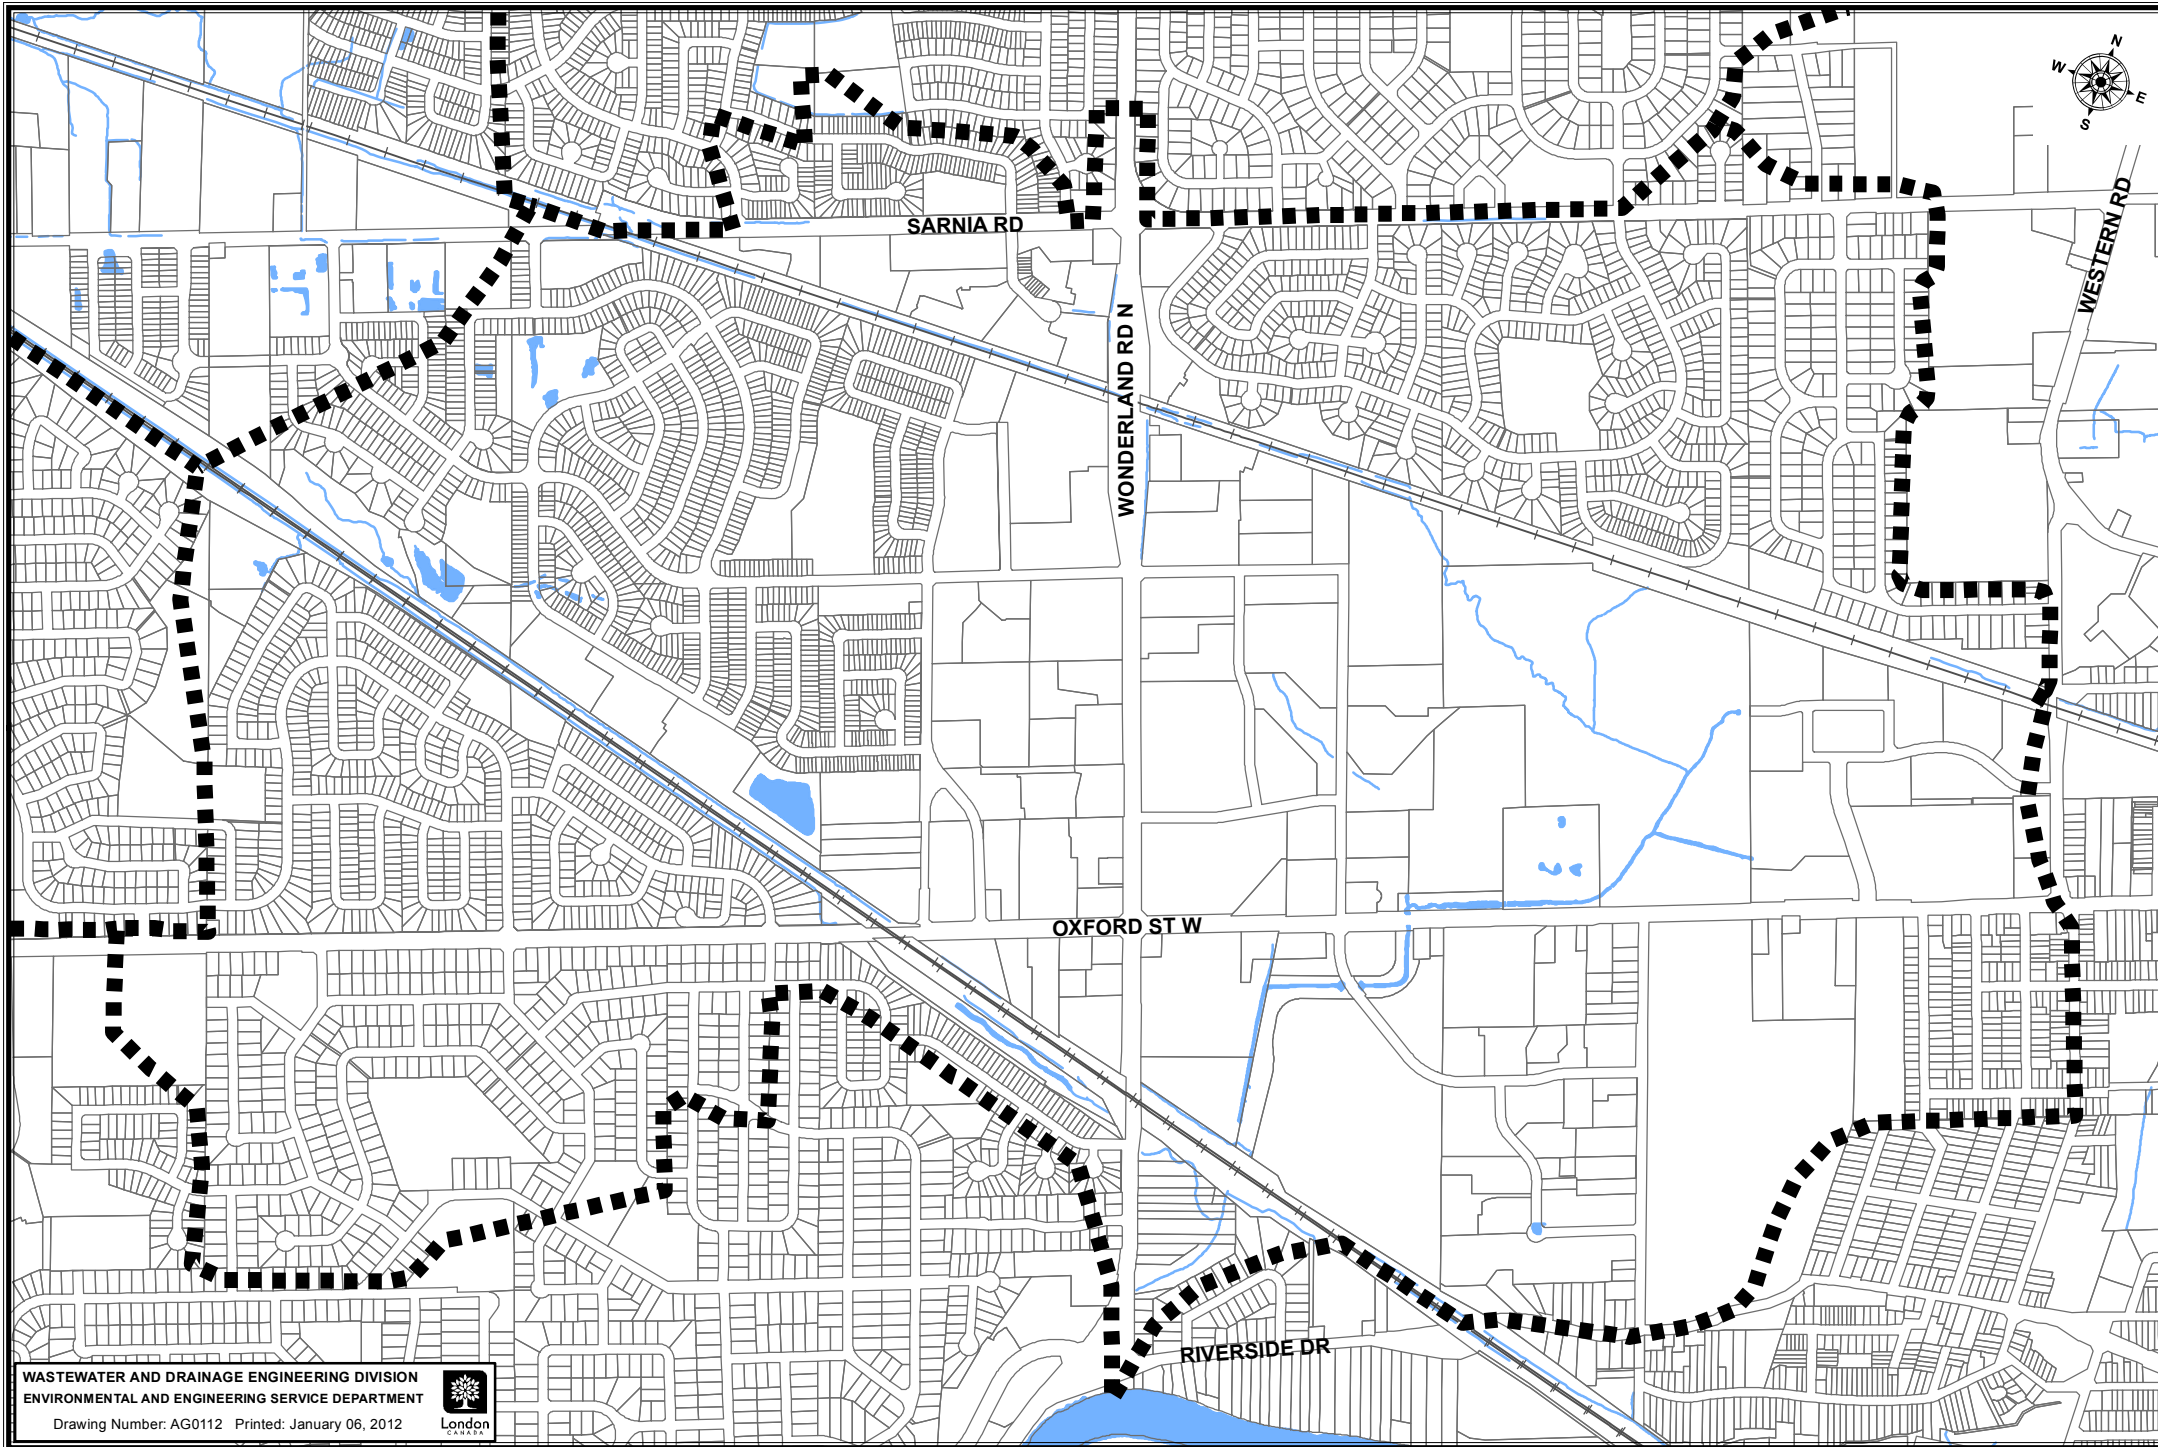 N
W
E
S
SARNIA RD
WESTERN RD
WONDERLAND RD N
OXFORD ST W
RIVERSIDE DR
WASTEWATER AND DRAINAGE ENGINEERING DIVISION
ENVIRONMENTAL AND ENGINEERING SERVICE DEPARTMENT
Drawing Number: AG0112 Printed: January 06, 2012
London
CANADA